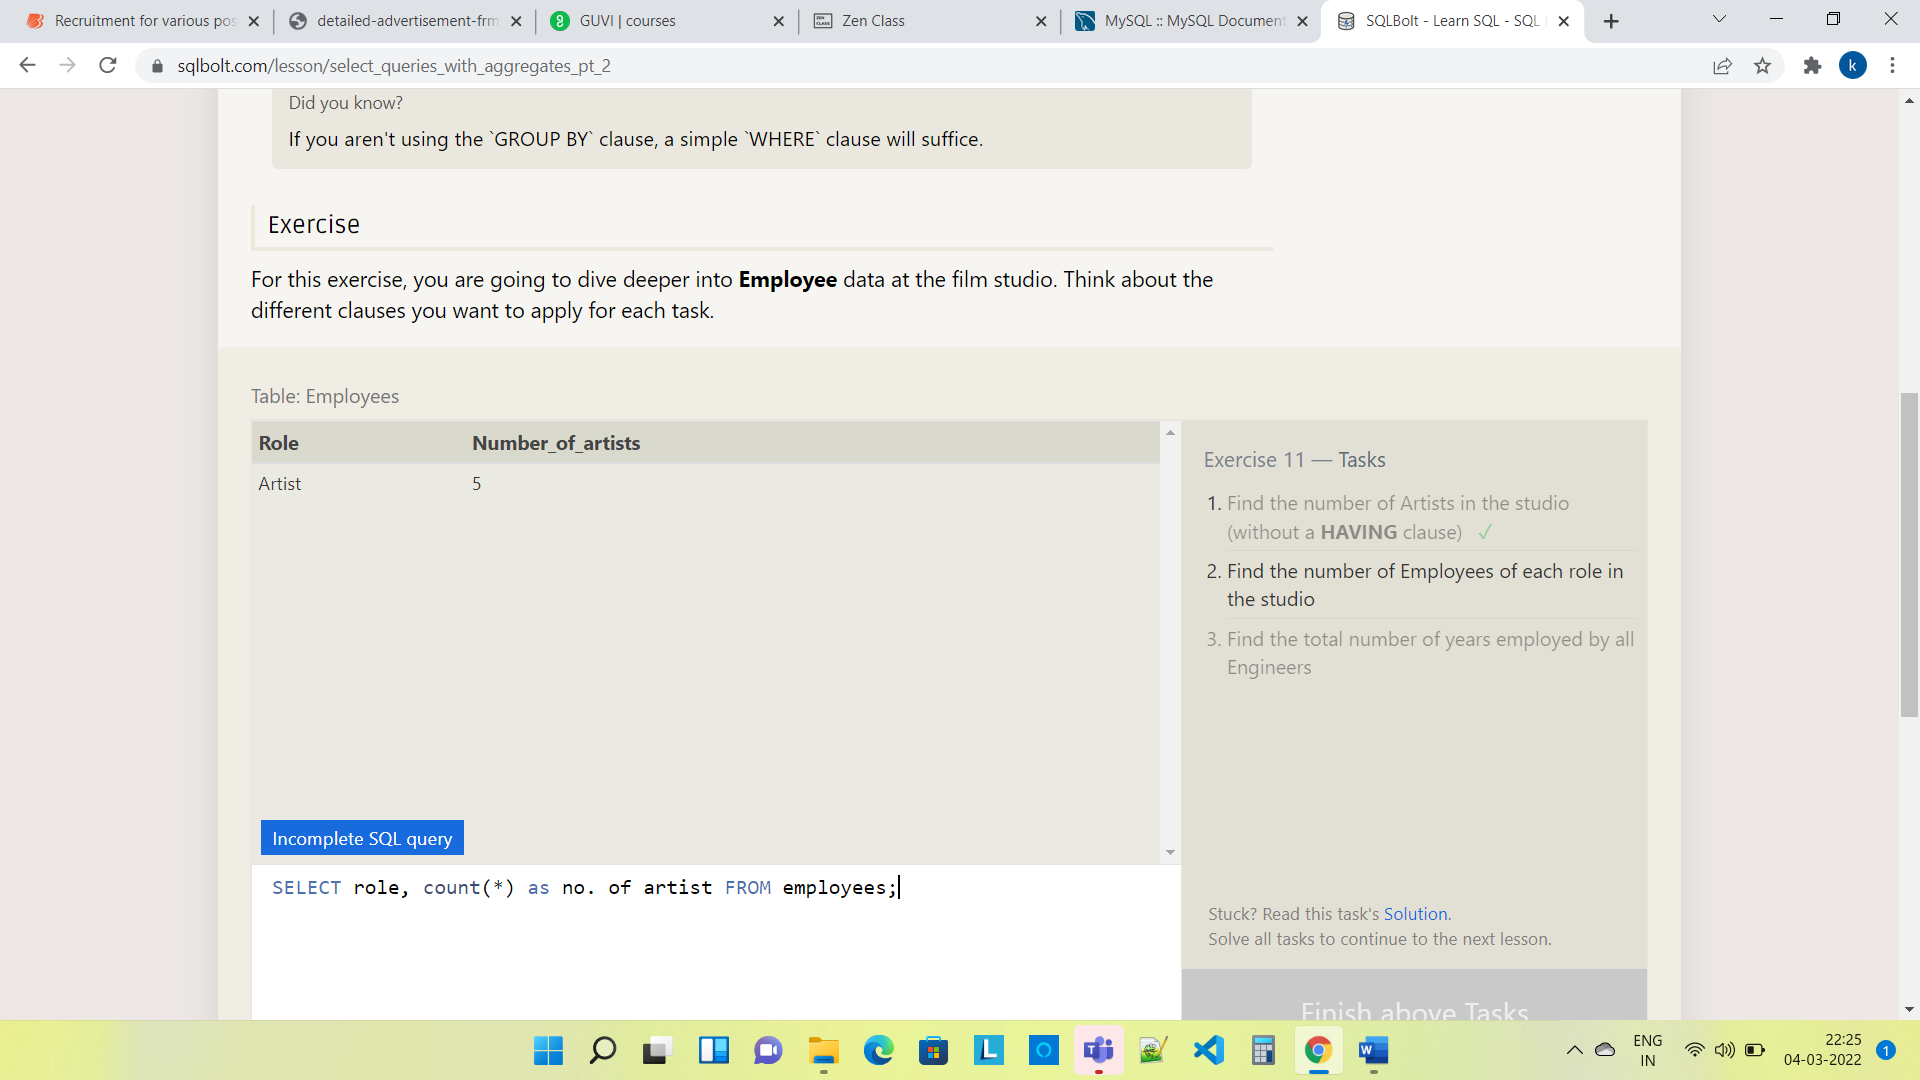 Recruitment for various pos
detailed-advertisement-frm
GUVI | courses
Zen Class
MySQL :: MySQL Document
SQLBolt - Learn SQL - SQL
sqlbolt.com/lesson/select_queries_with_aggregates_pt_2
k
Did you know?
If you aren't using the `GROUP BY` clause, a simple `WHERE` clause will suffice.
Exercise
For this exercise, you are going to dive deeper into Employee data at the film studio. Think about the
different clauses you want to apply for each task.
Table: Employees
Role Number_of_artists
Artist 5
Incomplete SQL query
SELECT role, count(*) as no. of artist FROM employees;
Exercise 11 — Tasks
1. Find the number of Artists in the studio
(without a HAVING clause) ✓
2. Find the number of Employees of each role in
the studio
3. Find the total number of years employed by all
Engineers
Stuck? Read this task's Solution.
Solve all tasks to continue to the next lesson.
Finish above Tasks
ENG
IN
22:25
04-03-2022
1